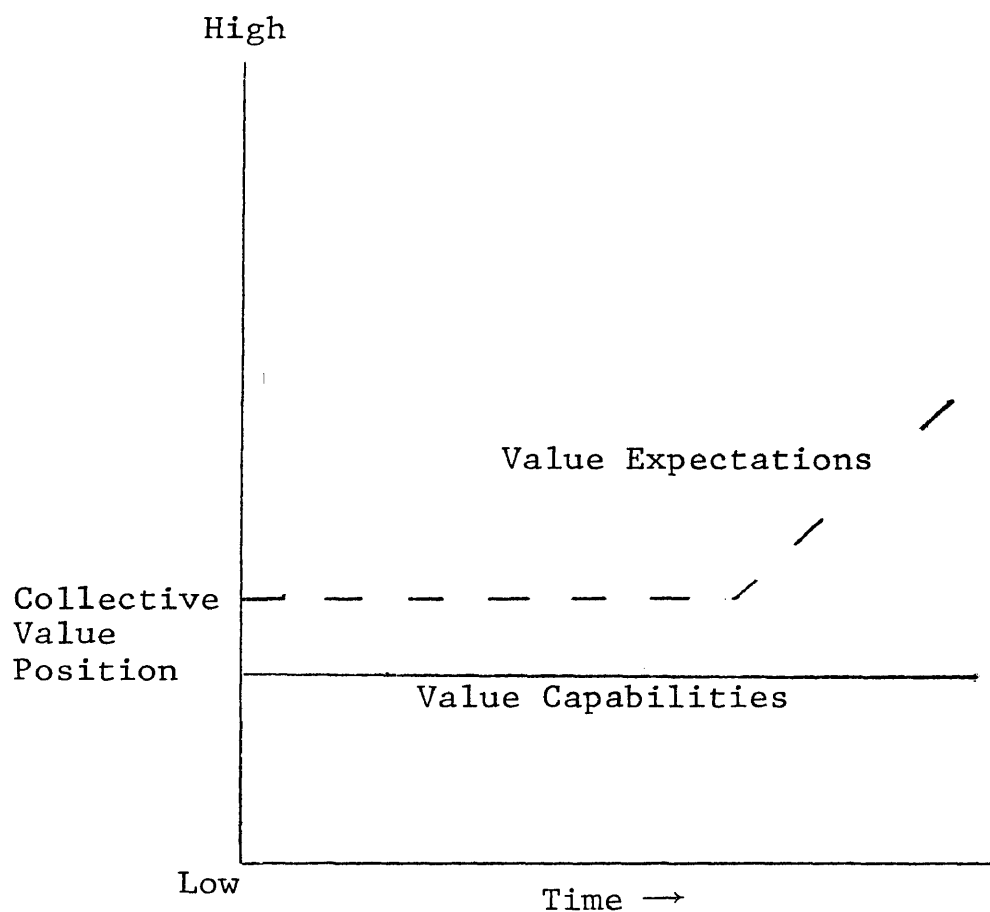 High
Value Expectations
Collective
Value
Position
Value Capabilities
Low
Time →